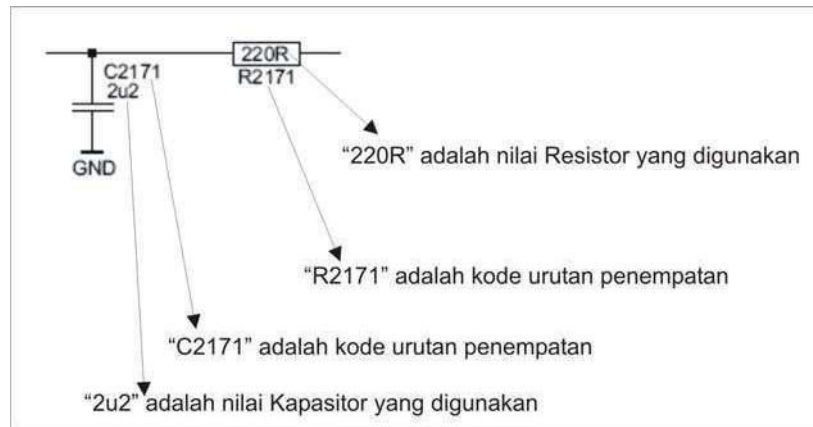 220R
C2171
R2171
2u2
GND
“220R” adalah nilai Resistor yang digunakan
“R2171” adalah kode urutan penempatan
“C2171” adalah kode urutan penempatan
“2u2” adalah nilai Kapasitor yang digunakan